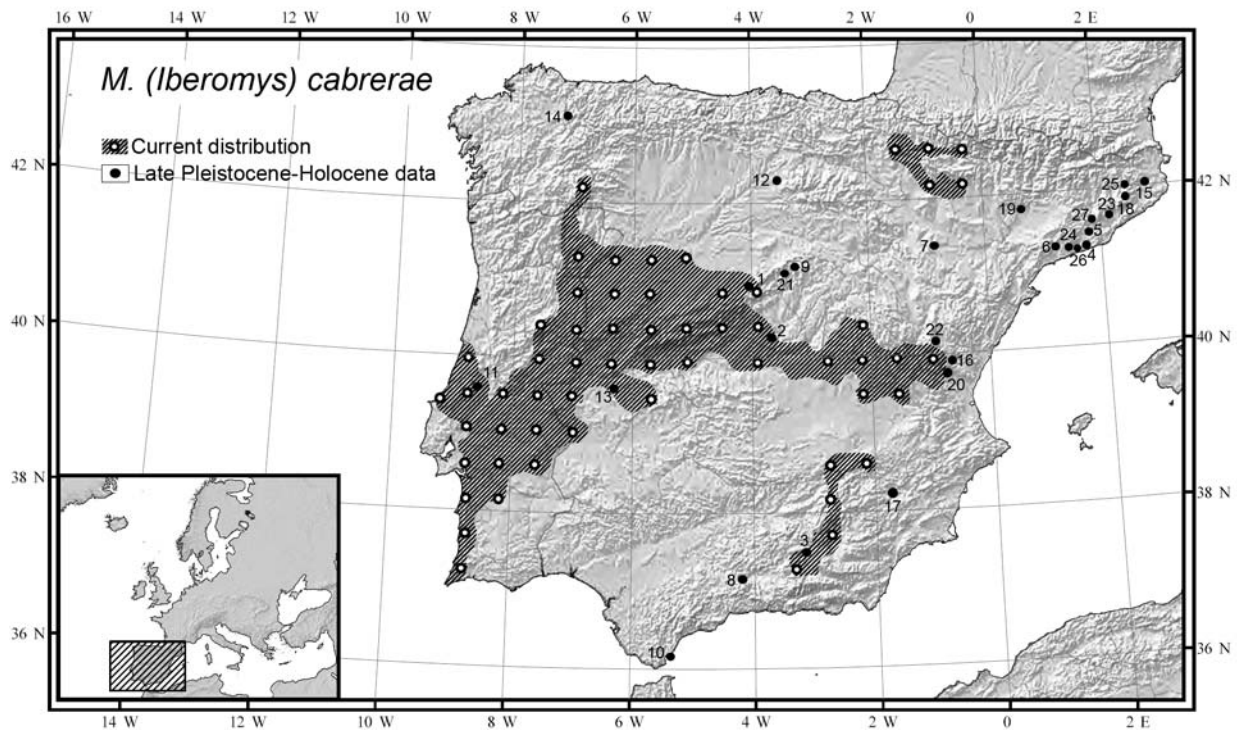 16 W 14 W 12 W 10 W 8 W 6 W 4 W 2 W 0 2 E
M. (Iberomys) cabrerae
14
Current distribution
42 N
Late Pleistocene-Holocene data
12
42 N
25
15
19
27
23
18
7
24
5
6
4
26
9
1
21
40 N
2
22
40 N
11
16
13
20
38 N
17
38 N
3
8
36 N
10
36 N
14 W 12 W 10 W 8 W 6 W 4 W 2 W 0 2 E